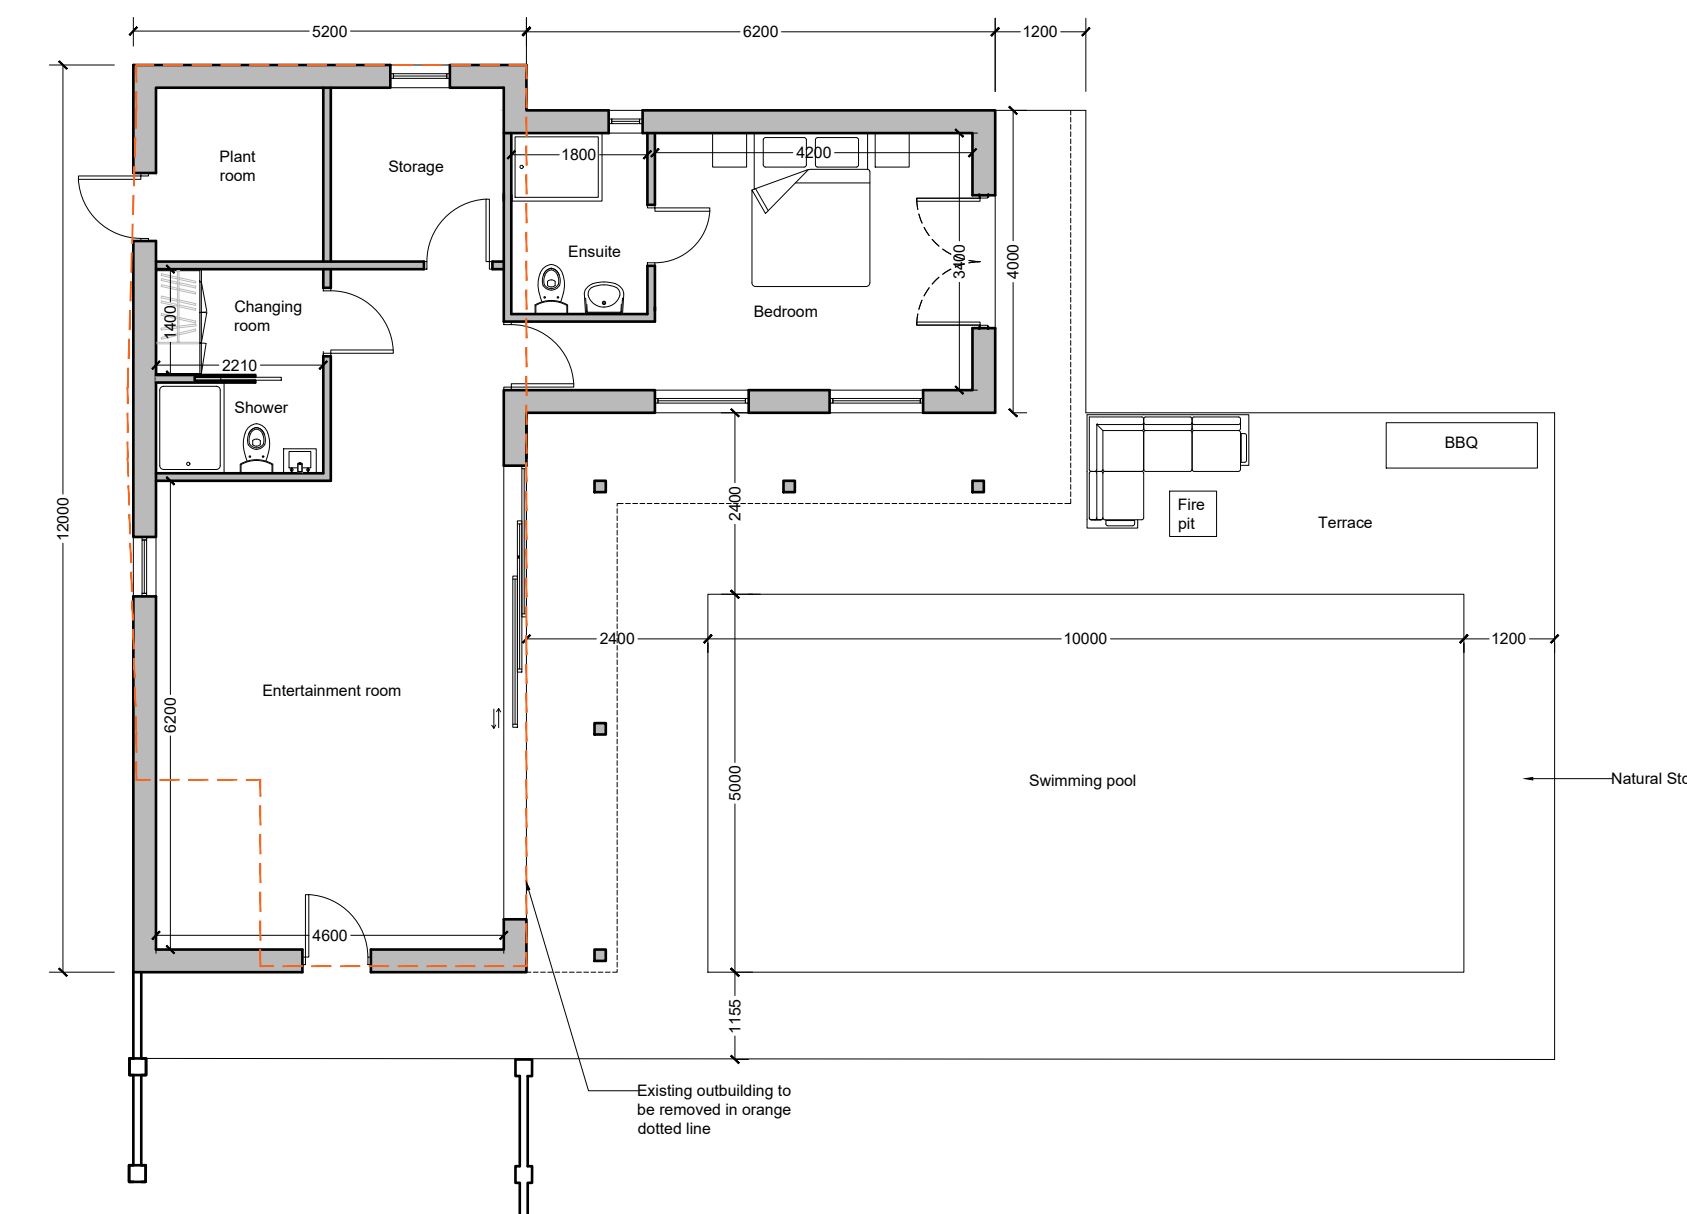 5200
6200
1200
Plant
room
Storage
1800
4200
Ensuite
3400
4000
Bedroom
Changing
room
1400
2210
Shower
12000
2400
BBQ
Fire
pit
Terrace
2400
10000
1200
Entertainment room
6200
5000
Swimming pool
Natural Sto
4600
1155
Existing outbuilding to
be removed in orange
dotted line